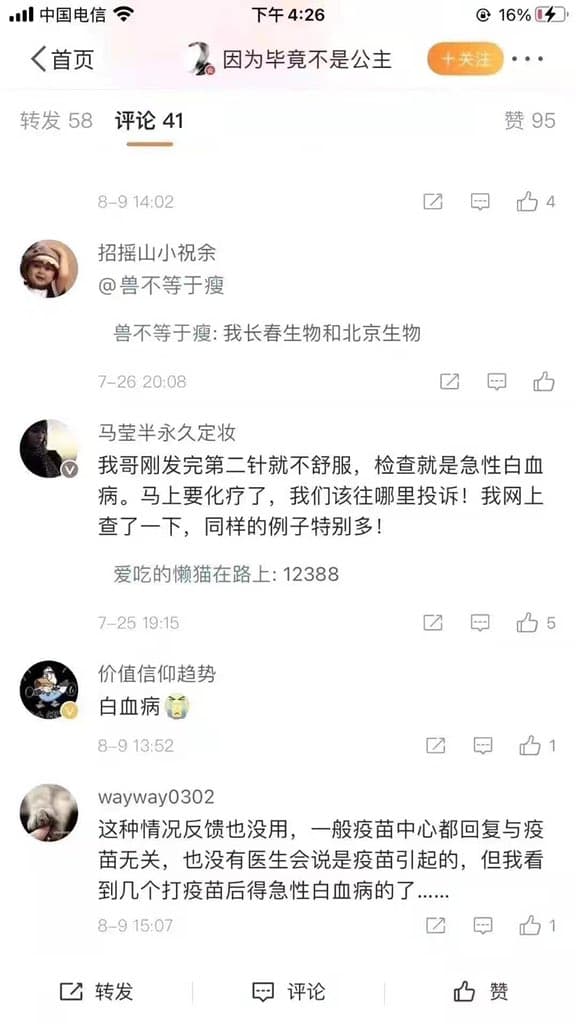 中国电信
下午4:26
16%
首页
因为毕竟不是公主
+关注
转发 58
评论 41
赞 95
8-9 14:02
4
招摇山小祝余
@兽不等于瘦
兽不等于瘦: 我长春生物和北京生物
7-26 20:08
马莹半永久定妆
我哥刚发完第二针就不舒服，检查就是急性白血
病。马上要化疗了，我们该往哪里投诉！我网上
查了一下，同样的例子特别多！
爱吃的懒猫在路上: 12388
7-25 19:15
5
价值信仰趋势
白血病
8-9 13:52
1
wayway0302
这种情况反馈也没用，一般疫苗中心都回复与疫
苗无关，也没有医生会说是疫苗引起的，但我看
到几个打疫苗后得急性白血病的了……
8-9 15:07
1
转发
评论
赞